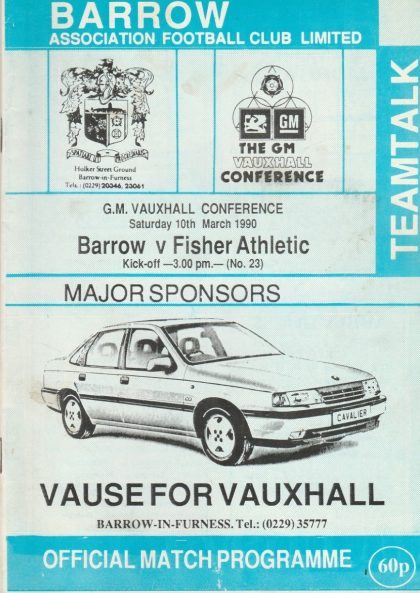 BARROW
ASSOCIATION FOOTBALL CLUB LIMITED
TEAMTALK
Holker Street Ground
Barrow-in-Furness
Tels.: (0229) 20346, 23061
GM
THE GM
VAUXHALL
CONFERENCE
G.M. VAUXHALL CONFERENCE
Saturday 10th March 1990
Barrow v Fisher Athletic
Kick-off —3.00 pm.— (No. 23)
MAJOR SPONSORS
CAVALIER
VAUSE FOR VAUXHALL
BARROW-IN-FURNESS. Tel.: (0229) 35777
OFFICIAL MATCH PROGRAMME
60p